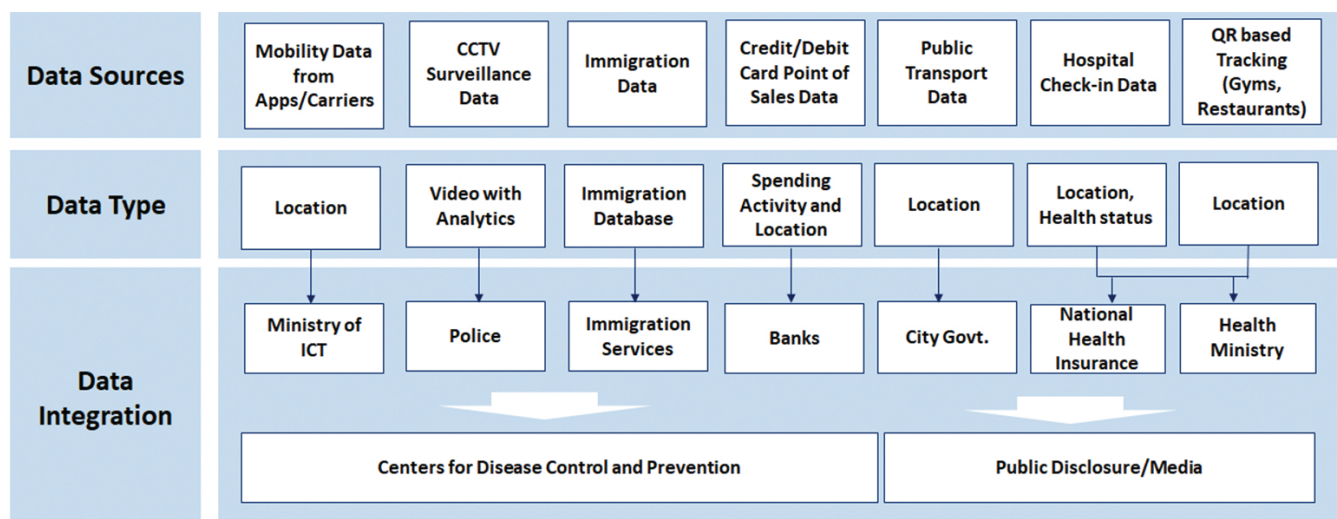 Data Sources
Mobility Data
from
Apps/Carriers
CCTV
Surveillance
Data
Immigration
Data
Credit/Debit
Card Point of
Sales Data
Public
Transport
Data
Hospital
Check-in Data
QR based
Tracking
(Gyms,
Restaurants)
Data Type
Location
Video with
Analytics
Immigration
Database
Spending
Activity and
Location
Location
Location,
Health status
Location
Data
Integration
Ministry of
ICT
Police
Immigration
Services
Banks
City Govt.
National
Health
Insurance
Health
Ministry
Centers for Disease Control and Prevention
Public Disclosure/Media